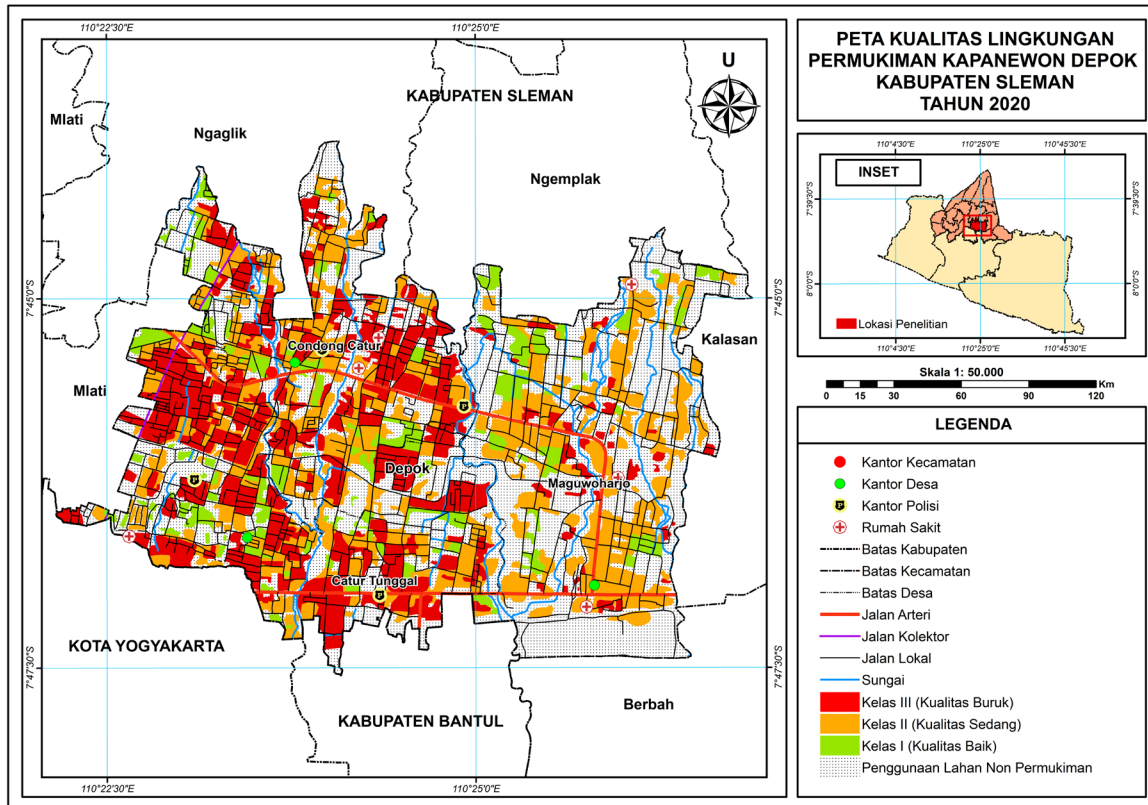 110°22'30"E
110°25'0"E
U
KABUPATEN SLEMAN
Mlati
Ngaglik
Ngemplak
7°45'0"S
7°45'0"S
Kalasan
Condong Catur
Mlati
Depok
Maguwoharjo
Catur Tunggal
KOTA YOGYAKARTA
7°47'30"S
7°47'30"S
Berbah
KABUPATEN BANTUL
110°22'30"E
110°25'0"E
PETA KUALITAS LINGKUNGAN
PERMUKIMAN KAPANEWON DEPOK
KABUPATEN SLEMAN
TAHUN 2020
110°4'30"E
110°25'0"E
110°45'30"E
INSET
7°39'30"S
7°39'30"S
8°0'0"S
8°0'0"S
Lokasi Penelitian
110°4'30"E
110°25'0"E
110°45'30"E
Skala 1: 50.000
Km
0 15 30 60 90 120
LEGENDA
Kantor Kecamatan
Kantor Desa
Kantor Polisi
Rumah Sakit
Batas Kabupaten
Batas Kecamatan
Batas Desa
Jalan Arteri
Jalan Kolektor
Jalan Lokal
Sungai
Kelas III (Kualitas Buruk)
Kelas II (Kualitas Sedang)
Kelas I (Kualitas Baik)
Penggunaan Lahan Non Permukiman